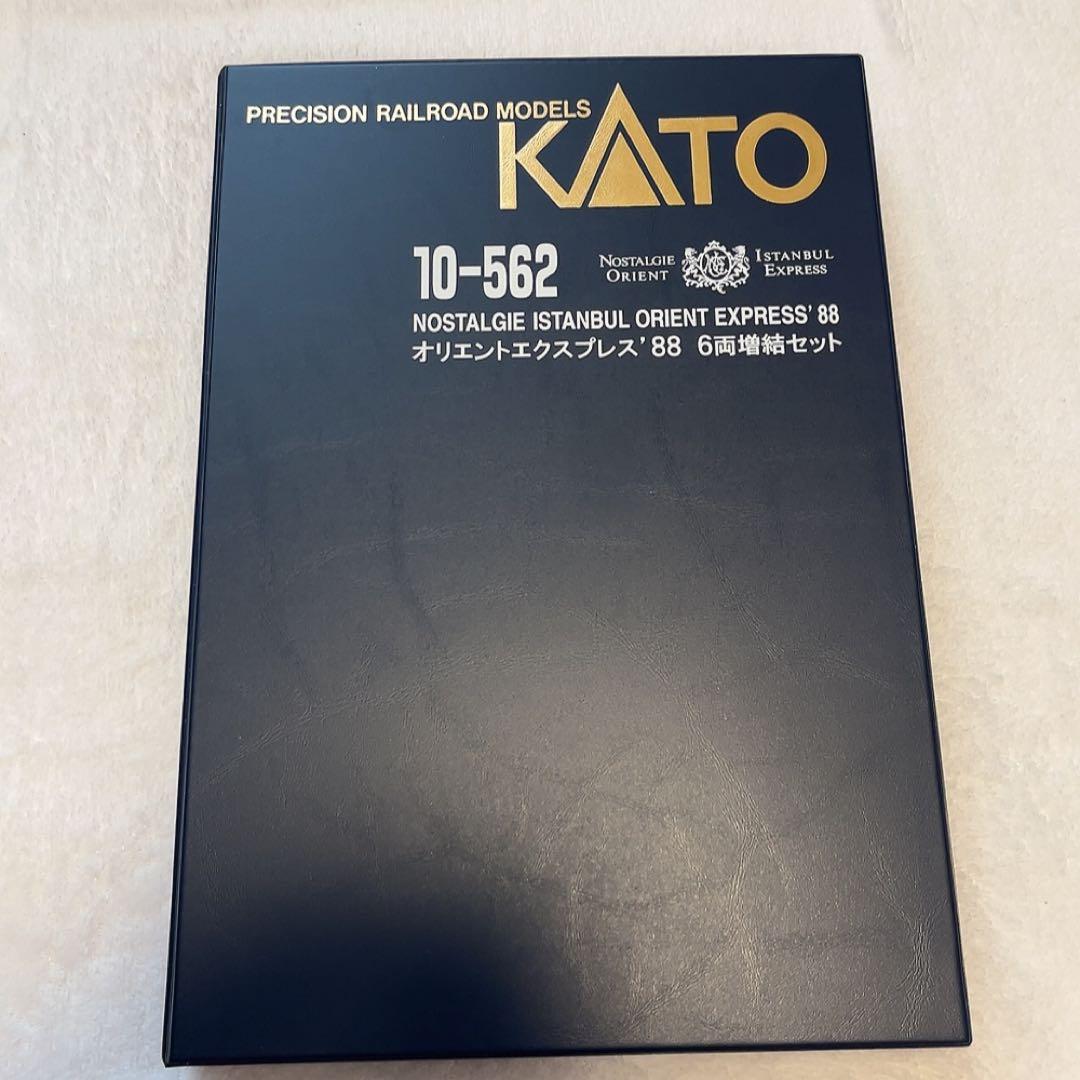 PRECISION RAILROAD MODELS
KATO
10-562
NOSTALGIE ISTANBUL
ORIENT EXPRESS
NOSTALGIE ISTANBUL ORIENT EXPRESS'88
オリエントエクスプレス'88 6両増結セット